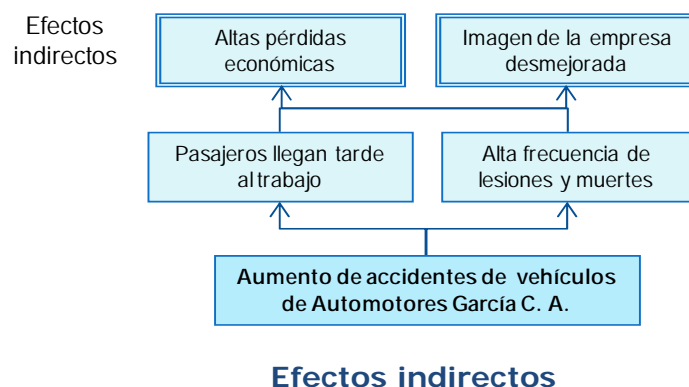 Efectos
indirectos
Altas pérdidas
económicas
Imagen de la empresa
desmejorada
Pasajeros llegan tarde
al trabajo
Alta frecuencia de
lesiones y muertes
Aumento de accidentes de vehículos
de Automotores García C. A.
Efectos indirectos